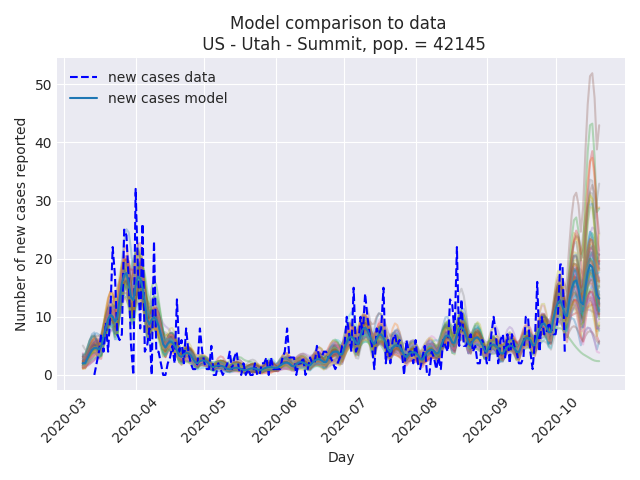 Model comparison to data
US - Utah - Summit, pop. = 42145
new cases data
new cases model
Number of new cases reported
50
40
30
20
10
0
2020-03
2020-04
2020-05
2020-06
2020-07
2020-08
2020-09
2020-10
Day